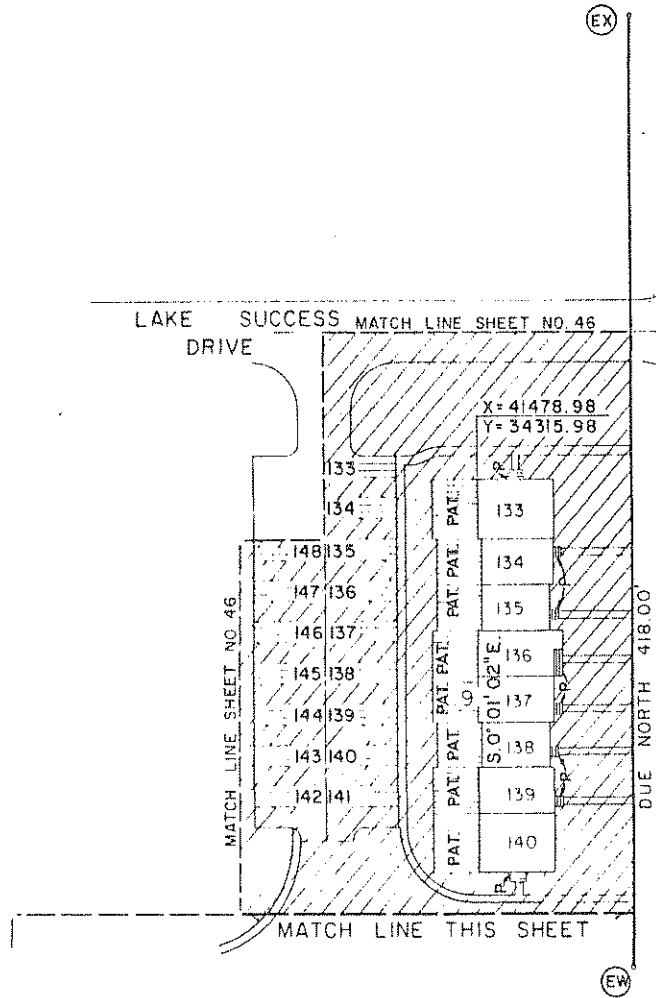 EX
LAKE SUCCESS
DRIVE
MATCH LINE SHEET NO. 46
X= 41478.98
Y= 34315.98
133
134
148 135
147 136
146 137
145 138
144 139
143 140
142 141
MATCH LINE SHEET NO. 46
PAT.
PAT.
PAT.
PAT.
PAT.
PAT.
PAT.
PAT.
133
134
135
136
137
138
139
140
9
S. 0° 01' 02" E.
R
R
R
R
R
DUE NORTH 418.00'
MATCH LINE THIS SHEET
EW